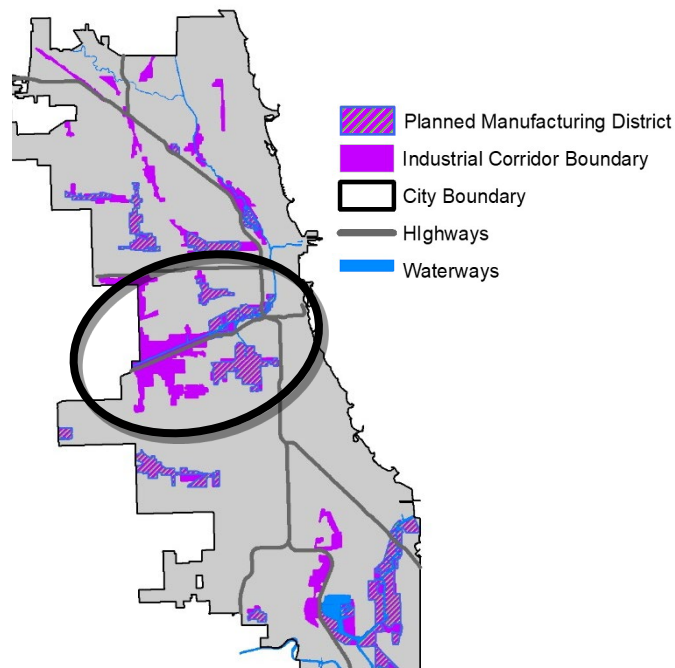 Planned Manufacturing District
Industrial Corridor Boundary
City Boundary
HIghways
Waterways